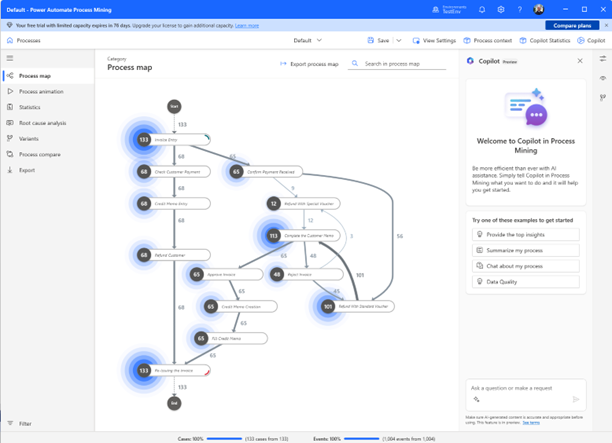 Default - Power Automate Process Mining
Environments
TestEnv
Your free trial with limited capacity expires in 76 days. Upgrade your license to gain additional capacity. Learn more
Compare plans
Processes
Default
Save
View Settings
Process context
Copilot Statistics
Copilot
Process map
Process animation
Statistics
Root cause analysis
Variants
Process compare
Export
Filter
Category:
Process map
Export process map
Search in process map
Start
133
133 Invoice Entry
68
65
68 Check Customer Payment
65 Confirm Payment Received
68
9
68 Credit Memo Entry
12 Refund With Special Voucher
12
113 Complete the Customer Memo
56
3
68 Refund Customer
65
48
65 Approve Invoice
48 Reject Invoice
101
65
45
65 Credit Memo Creation
101 Refund With Standard Voucher
68
65
65 Fill Credit Memo
65
133 Re-issuing the invoice
133
End
Cases: 100%
(133 cases from 133)
Events: 100%
(1,004 events from 1,004)
Copilot Preview
Welcome to Copilot in Process
Mining
Be more efficient than ever with AI
assistance. Simply tell Copilot in Process
Mining what you want to do and it will help
you get started.
Try one of these examples to get started
Provide the top insights
Summarize my process
Chat about my process
Data Quality
Ask a question or make a request
Make sure AI-generated content is accurate and appropriate before
using. This feature is in preview. See terms